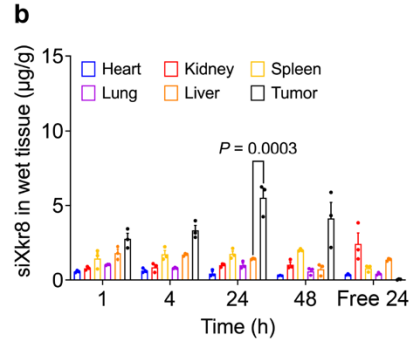 b
siXkr8 in wet tissue (µg/g)
15
10
5
0
Heart Kidney Spleen
Lung Liver Tumor
P = 0.0003
1 4 24 48 Free 24
Time (h)